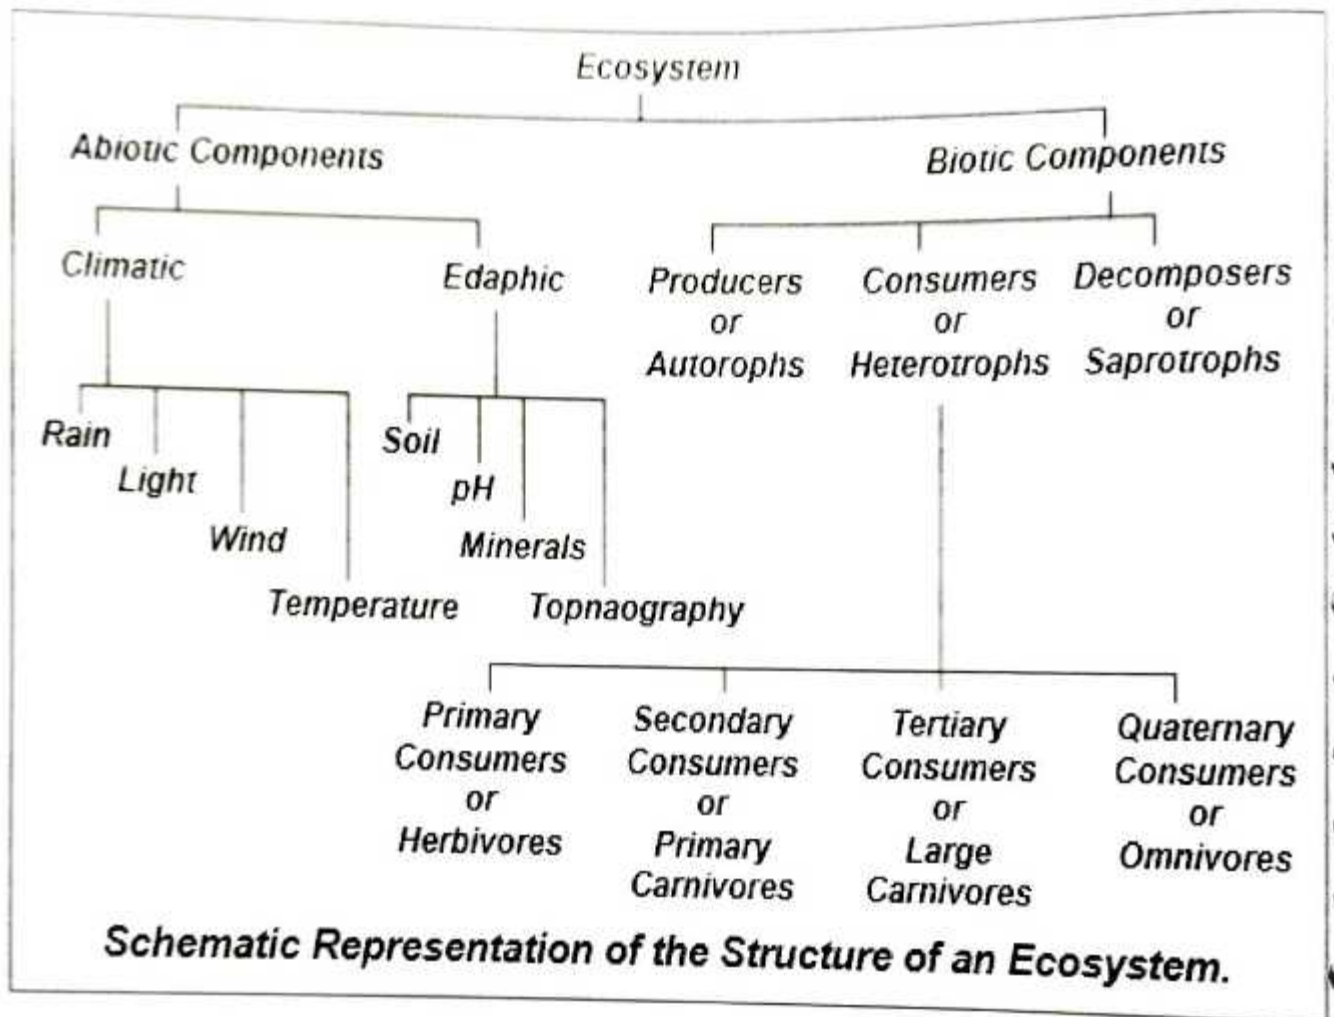 Ecosystem
Abiotic Components
Biotic Components
Climatic
Edaphic
Producers
or
Autorophs
Consumers
or
Heterotrophs
Decomposers
or
Saprotrophs
Rain
Light
Wind
Temperature
Soil
pH
Minerals
Topnaography
Primary
Consumers
or
Herbivores
Secondary
Consumers
or
Primary
Carnivores
Tertiary
Consumers
or
Large
Carnivores
Quaternary
Consumers
or
Omnivores
Schematic Representation of the Structure of an Ecosystem.